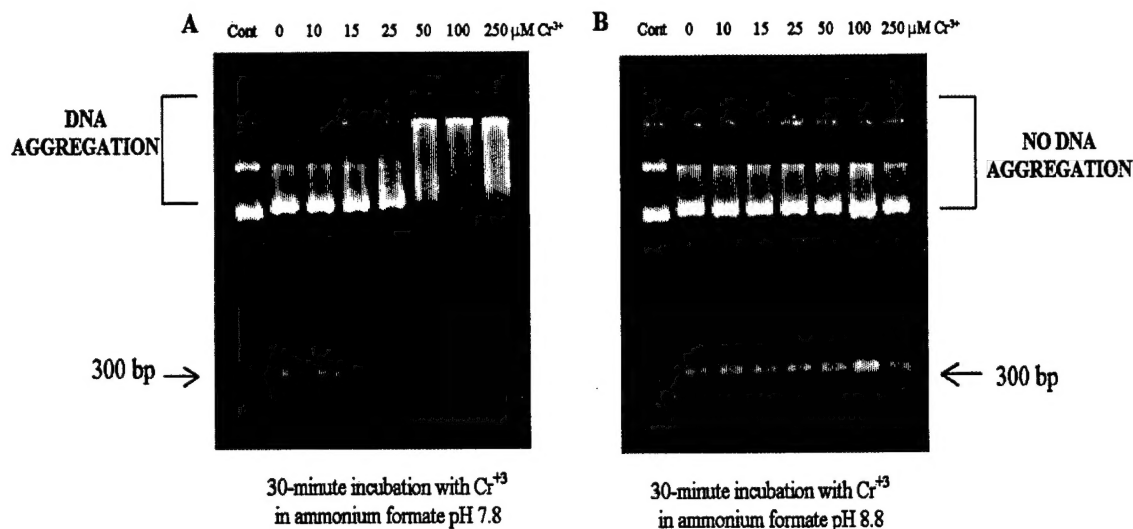 A
Cont 0 10 15 25 50 100 250 μM Cr³⁺
B
Cont 0 10 15 25 50 100 250 μM Cr³⁺
DNA
AGGREGATION
NO DNA
AGGREGATION
300 bp
300 bp
30-minute incubation with Cr⁺³
in ammonium formate pH 7.8
30-minute incubation with Cr⁺³
in ammonium formate pH 8.8